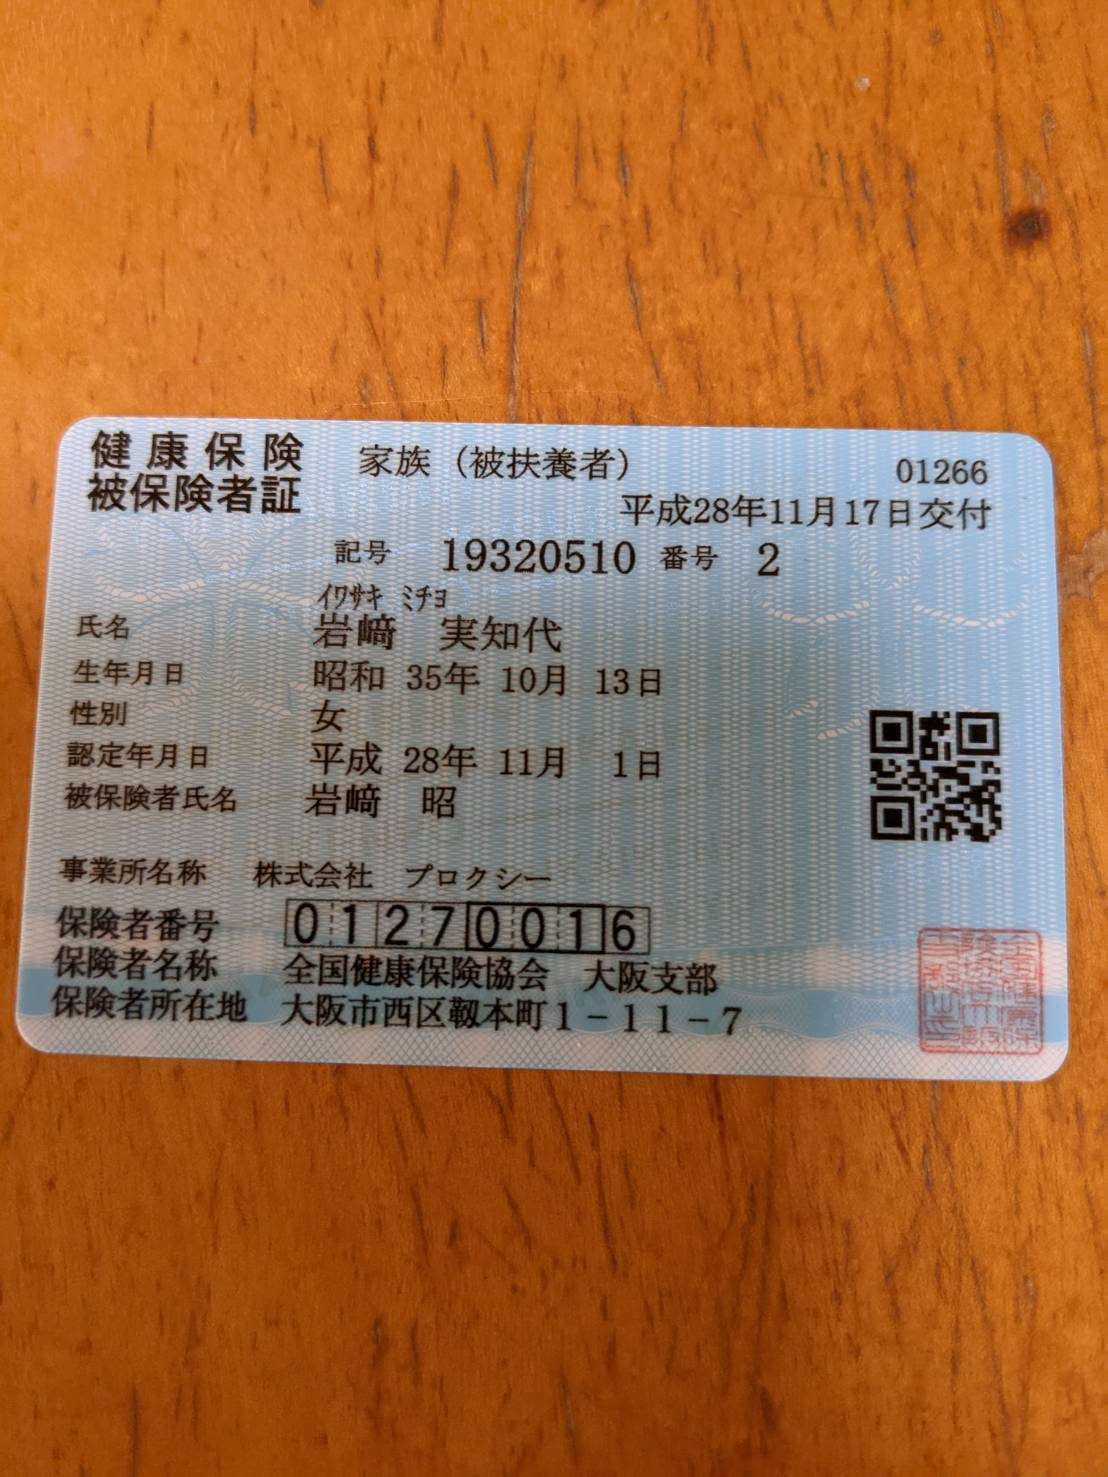 健康保険 家族（被扶養者） 01266
被保険者証 平成28年11月17日交付
記号 19320510 番号 2
ｲﾜｻｷ ﾐﾁﾖ
氏名 岩﨑 実知代
生年月日 昭和 35年 10月 13日
性別 女
認定年月日 平成 28年 11月 1日
被保険者氏名 岩﨑 昭
事業所名称 株式会社 プロクシー
保険者番号 01270016
保険者名称 全国健康保険協会 大阪支部
保険者所在地 大阪市西区靱本町1－11－7